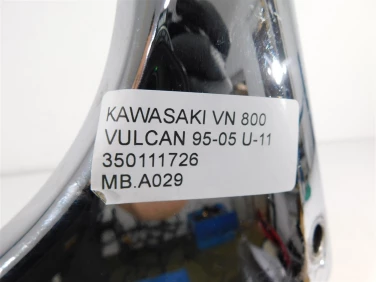 KAWASAKI VN 800
VULCAN 95-05 U-11
350111726
MB.A029